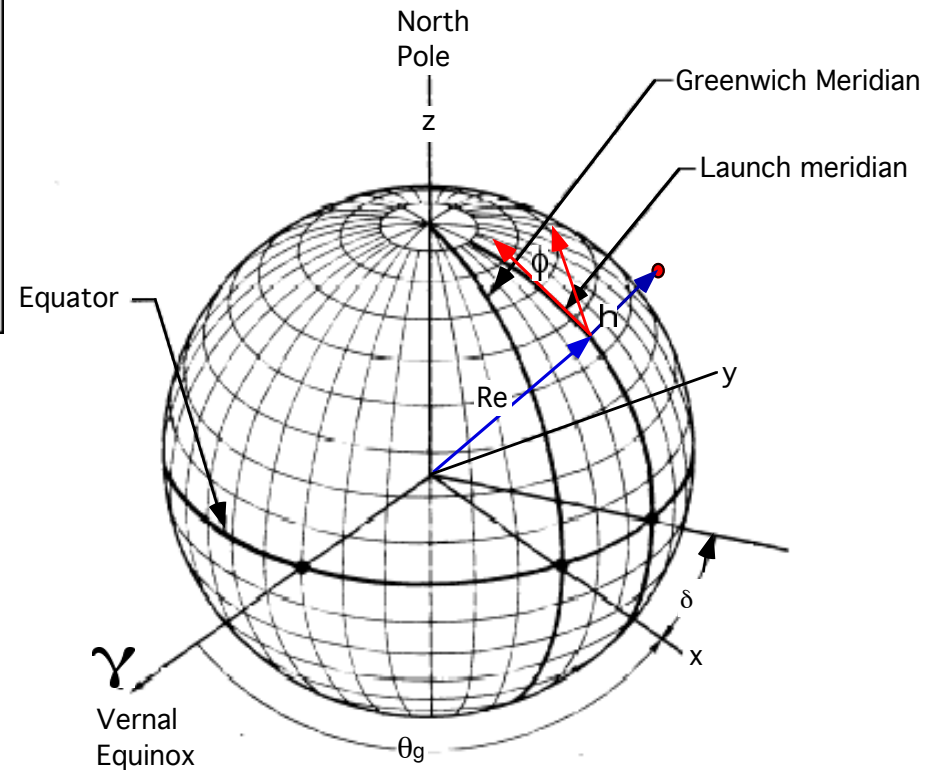 North
Pole
Greenwich Meridian
z
Launch meridian
ϕ
Equator
h
y
Re
δ
x
γ
Vernal
Equinox
θg